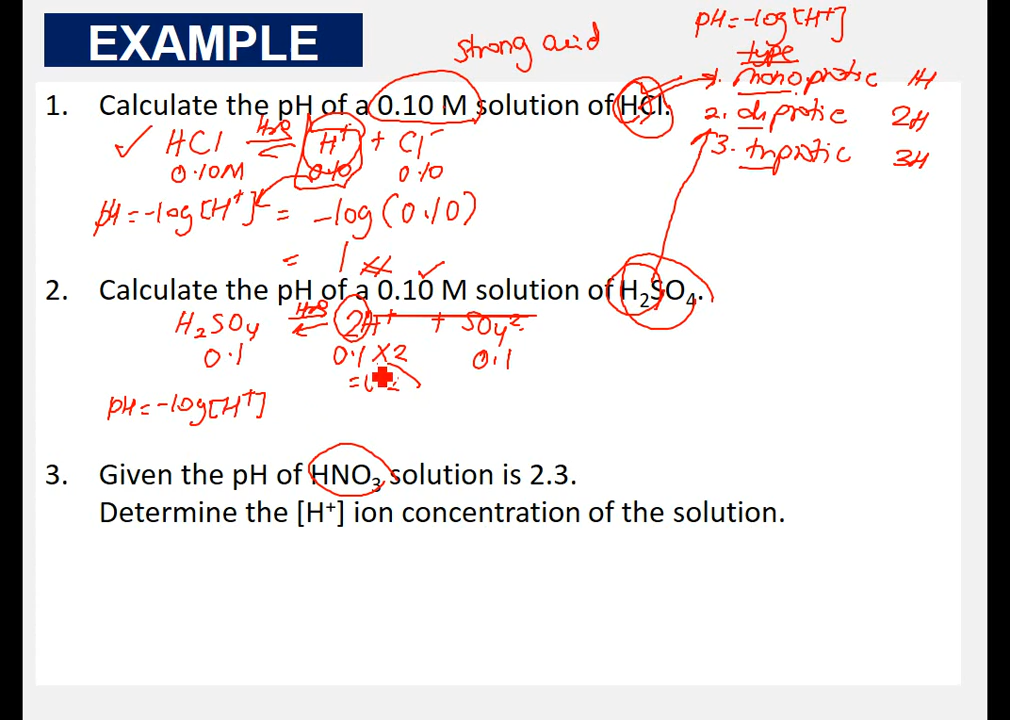 EXAMPLE
strong acid
pH = -log[H⁺]
type
1. monoprotic 1H
2. diprotic 2H
3. triprotic 3H
1. Calculate the pH of a 0.10 M solution of HCl.
✓ HCl H₂O ⇌ H⁺ + Cl⁻
0.10M 0.10 0.10
pH = -log[H⁺] = -log(0.10)
= 1
2. Calculate the pH of a 0.10 M solution of H₂SO₄.
H₂SO₄ H₂O ⇌ 2H⁺ + SO₄²⁻
0.1 0.1 X 2 0.1
pH = -log[H⁺]
3. Given the pH of HNO₃ solution is 2.3.
Determine the [H⁺] ion concentration of the solution.